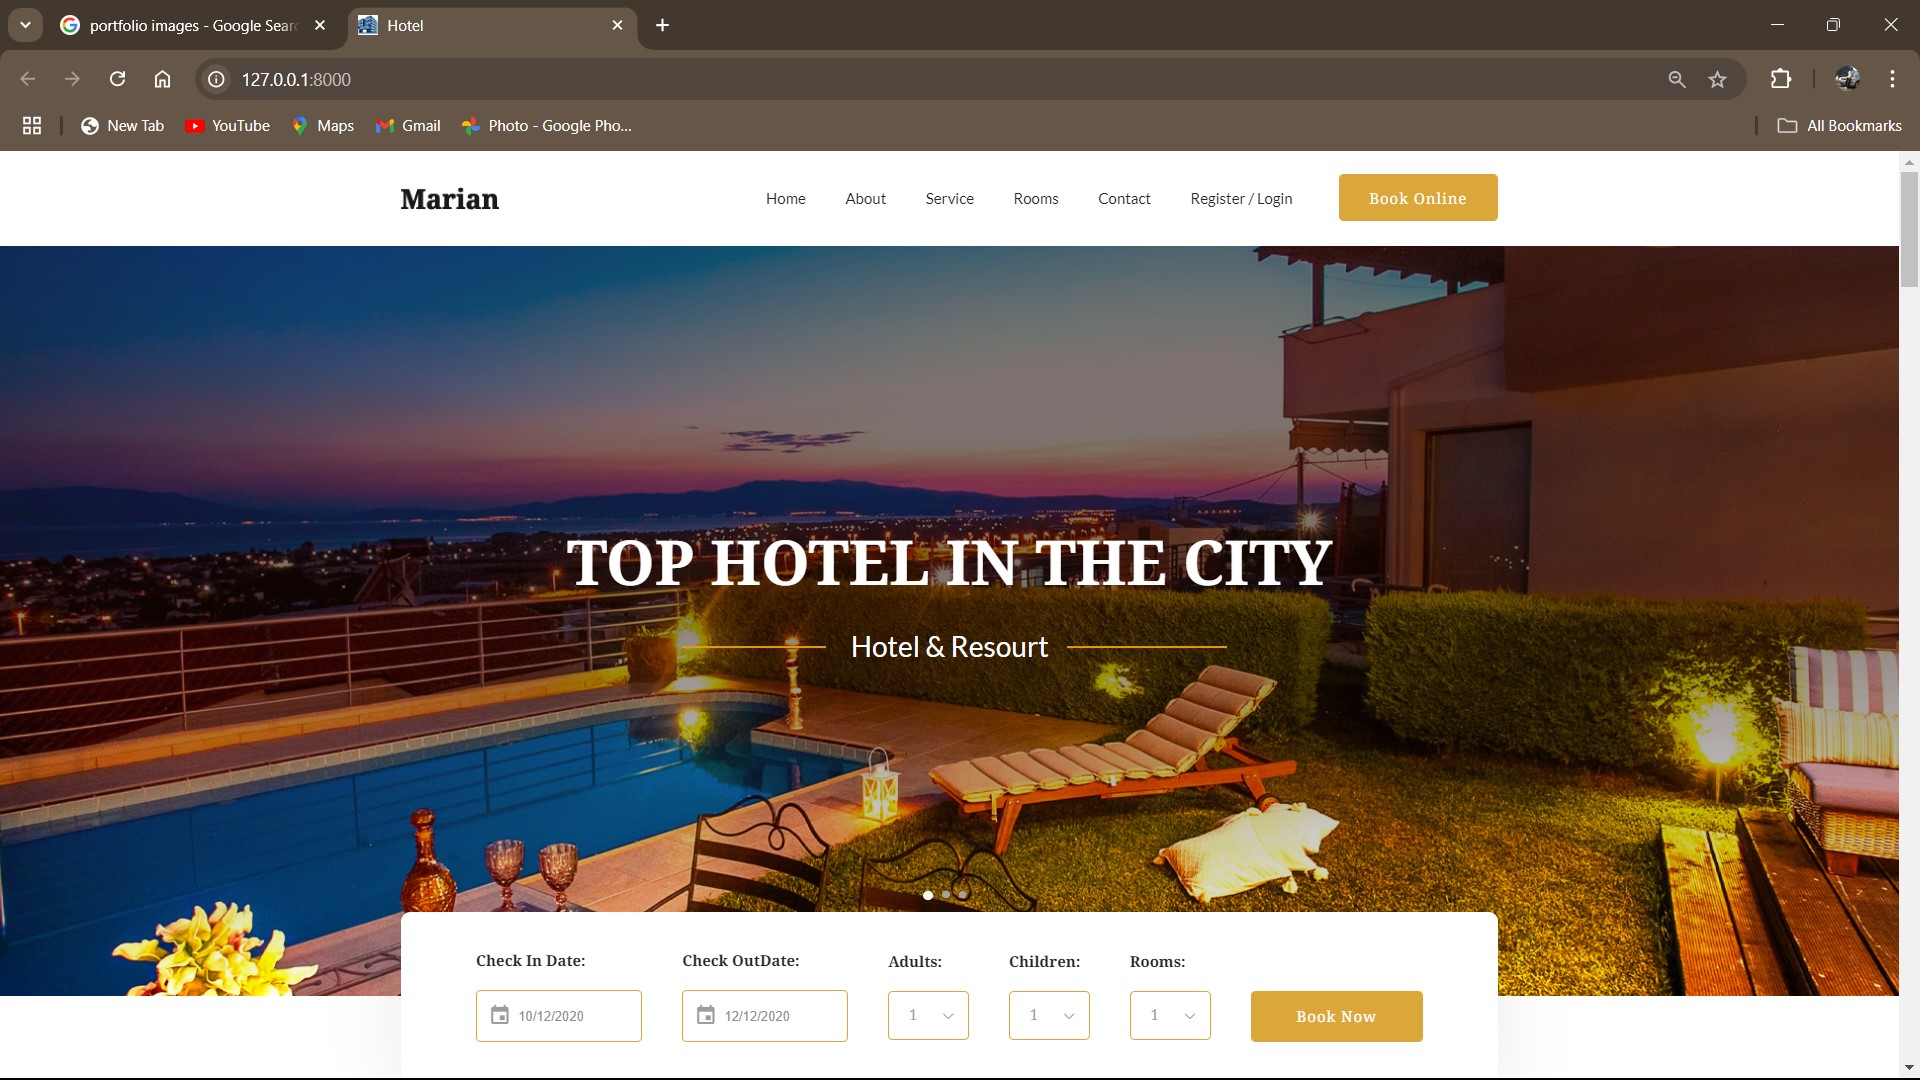 portfolio images - Google Sear
Hotel
127.0.0.1:8000
New Tab
YouTube
Maps
Gmail
Photo - Google Pho...
All Bookmarks
Marian
Home
About
Service
Rooms
Contact
Register / Login
Book Online
TOP HOTEL IN THE CITY
Hotel & Resourt
Check In Date:
Check OutDate:
Adults:
Children:
Rooms:
10/12/2020
12/12/2020
1
1
1
Book Now